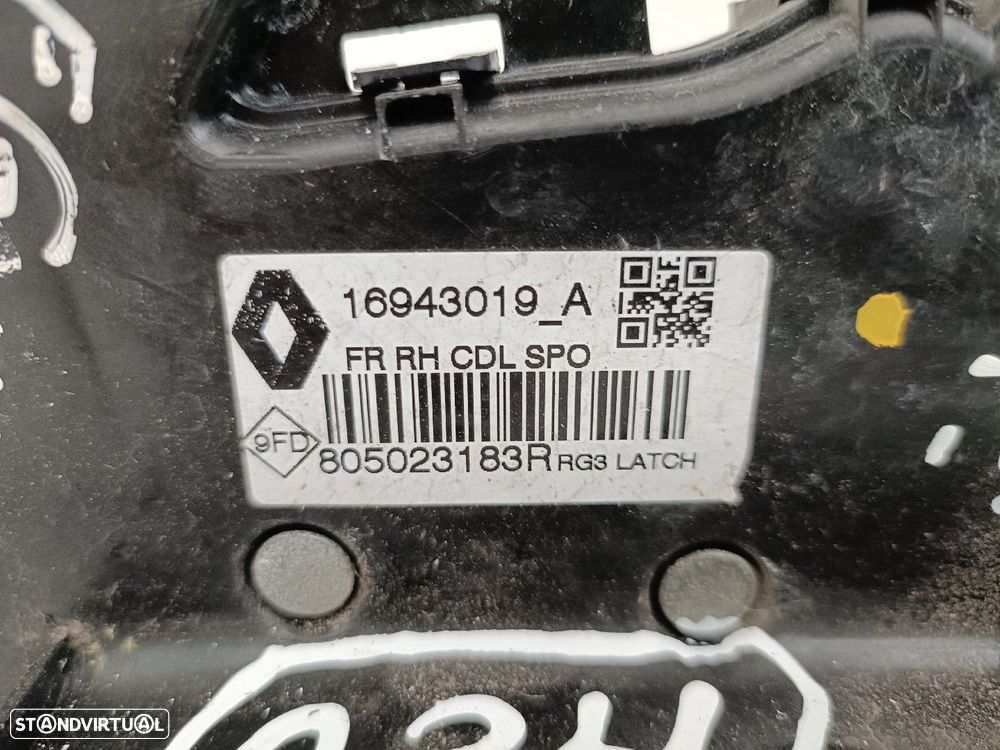 16943019_A
FR RH CDL SPO
9FD
805023183R RG3 LATCH
STANDVIRTUAL